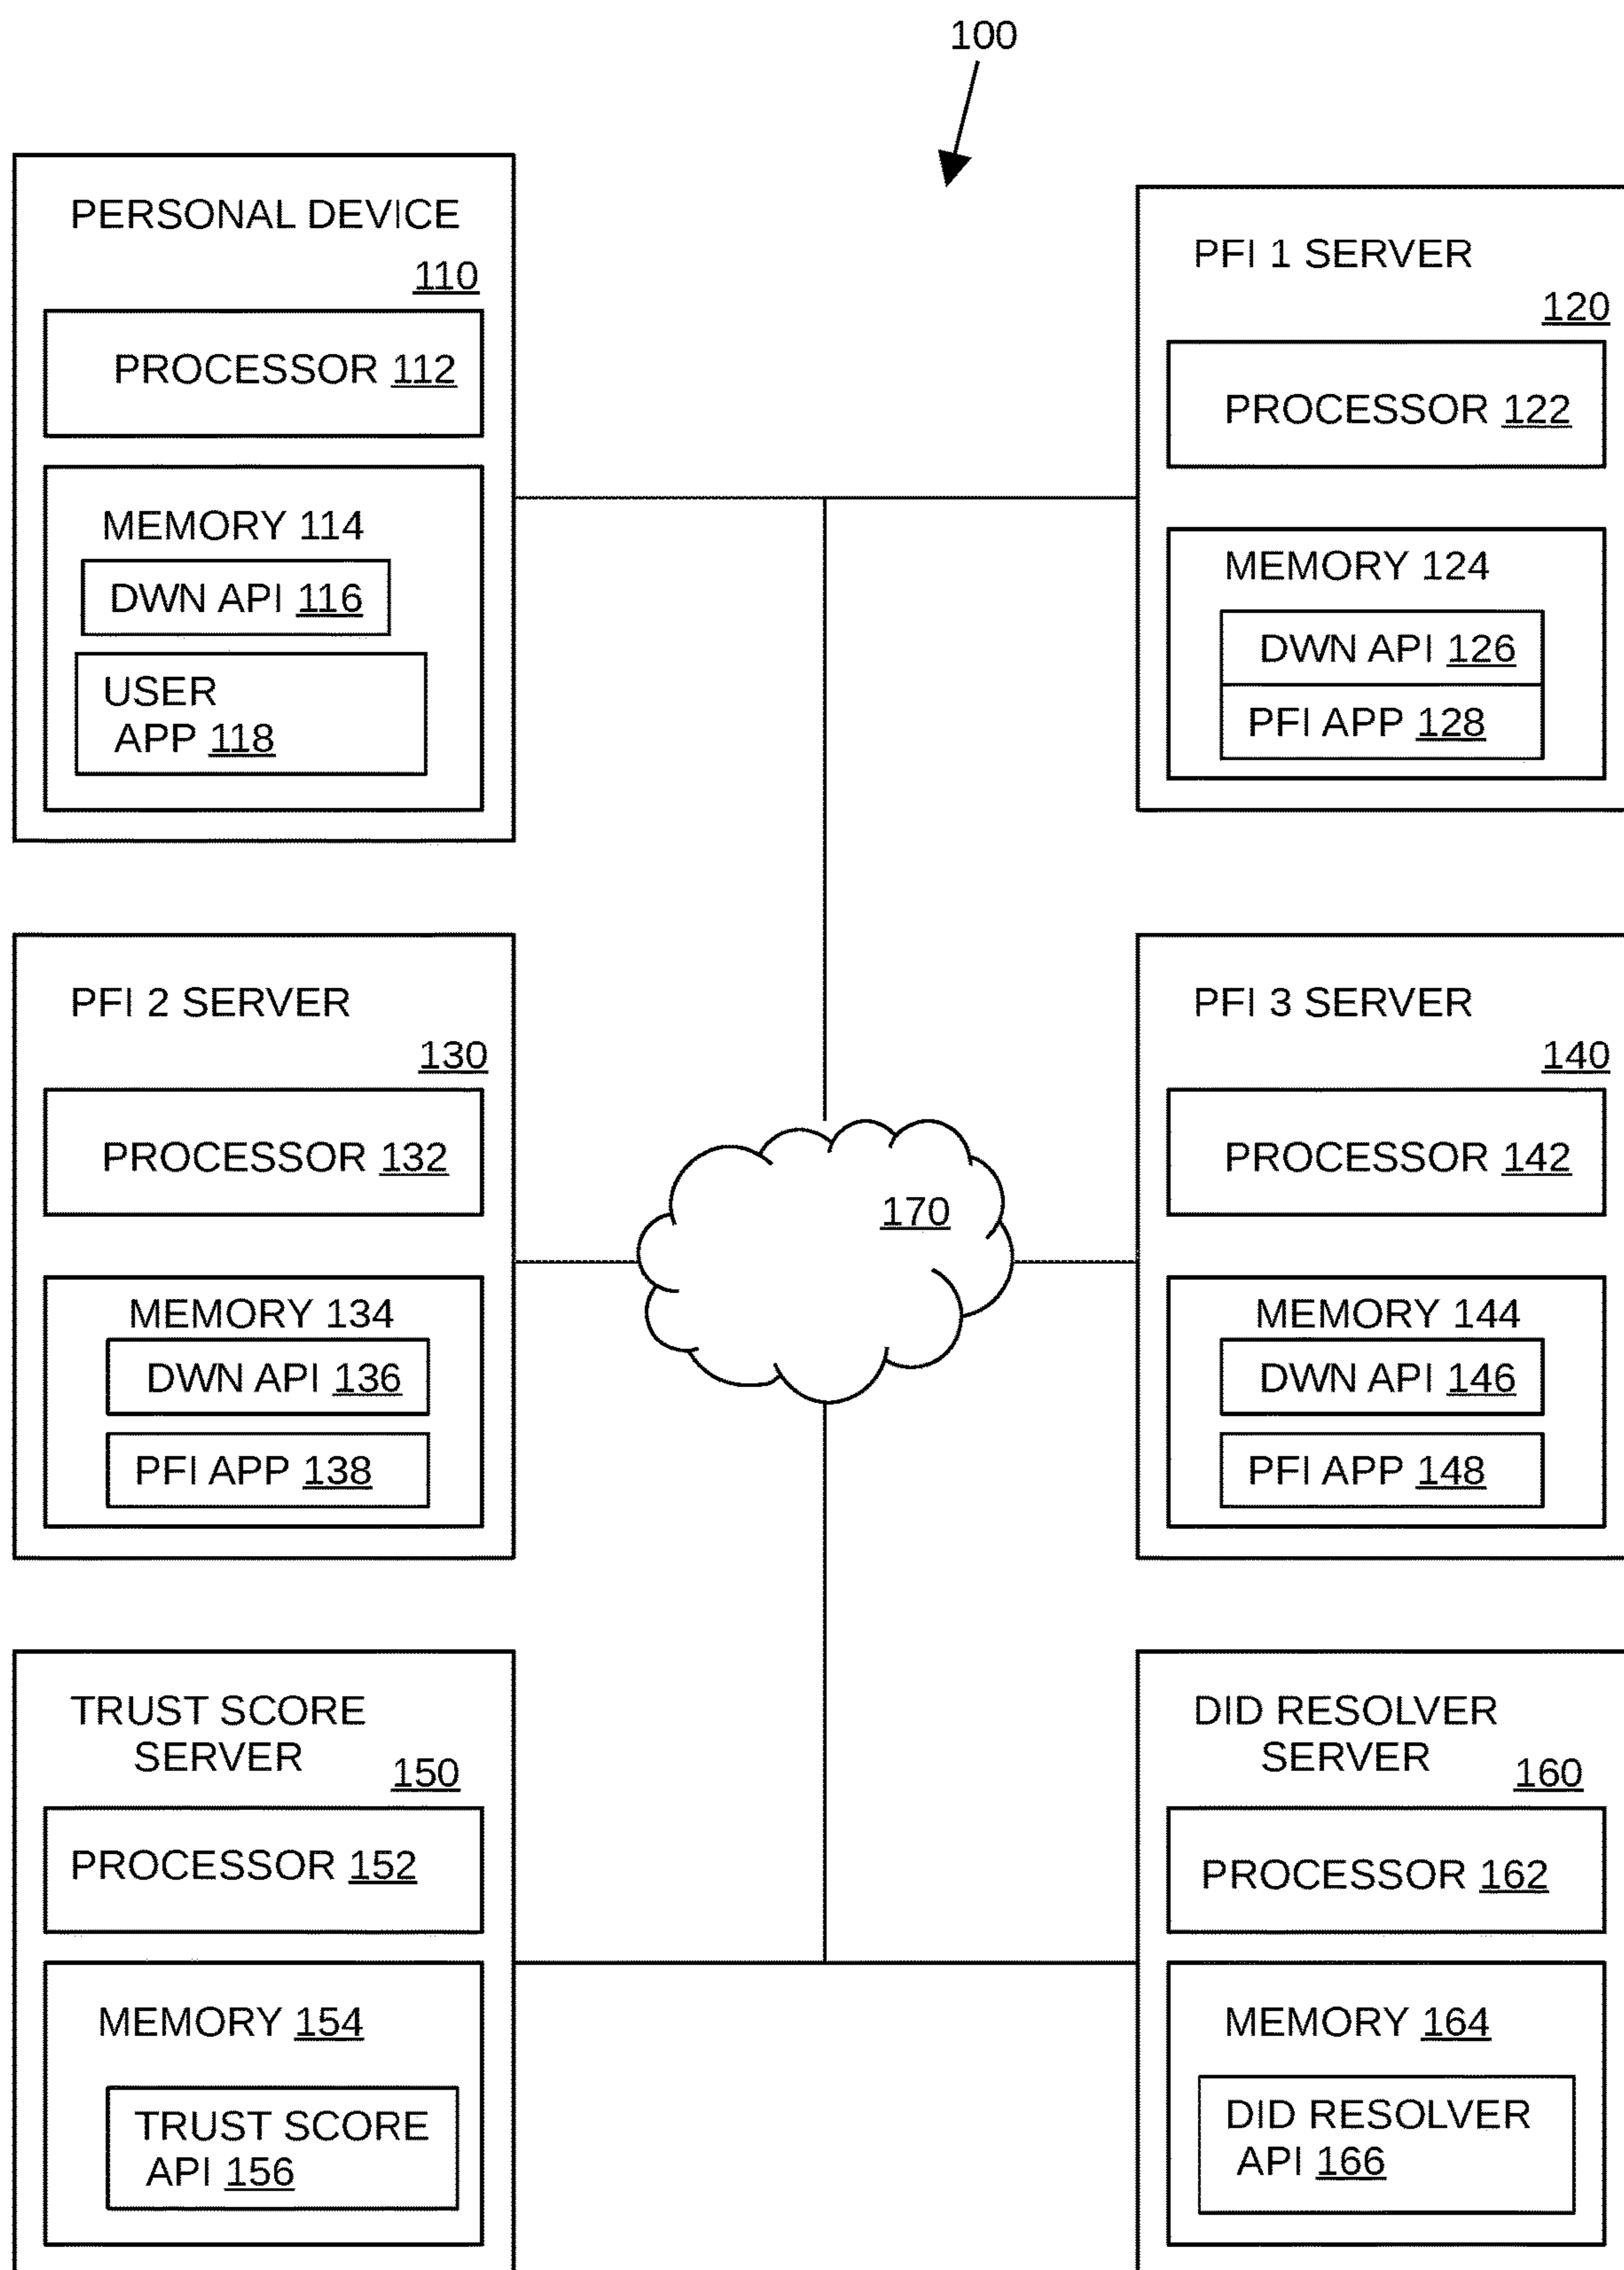 100
PERSONAL DEVICE
110
PROCESSOR 112
MEMORY 114
DWN API 116
USER
APP 118
PFI 1 SERVER
120
PROCESSOR 122
MEMORY 124
DWN API 126
PFI APP 128
PFI 2 SERVER
130
PROCESSOR 132
MEMORY 134
DWN API 136
PFI APP 138
170
PFI 3 SERVER
140
PROCESSOR 142
MEMORY 144
DWN API 146
PFI APP 148
TRUST SCORE
SERVER
150
PROCESSOR 152
MEMORY 154
TRUST SCORE
API 156
DID RESOLVER
SERVER
160
PROCESSOR 162
MEMORY 164
DID RESOLVER
API 166